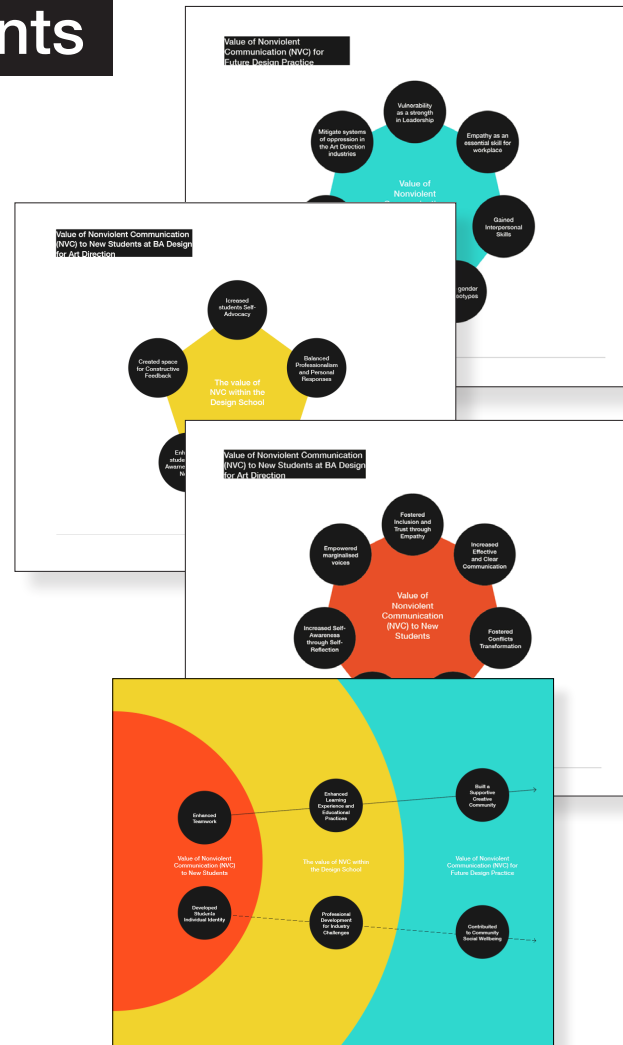 nts
Value of Nonviolent
Communication (NVC) for
Future Design Practice
Vulnerability
as a strength
in Leadership
Mitigate systems
of oppression in
the Art Direction
industries
Empathy as an
essential skill for
workplace
Value of
Nonviolent
Gained
Interpersonal
Skills
gender
Value of Nonviolent Communication
(NVC) to New Students at BA Design
for Art Direction
Icreased
students Self-
Advocacy
Created space
for Constructive
Feedback
Balanced
Professionalism
and Personal
Responses
The value of
NVC within the
Design School
Value of Nonviolent Communication
(NVC) to New Students at BA Design
for Art Direction
Fostered
Inclusion and
Trust through
Empathy
Empowered
marginalised
voices
Increased
Effective
and Clear
Communication
Value of
Nonviolent
Communication
(NVC) to New
Students
Increased Self-
Awareness
through Self-
Reflection
Fostered
Conflicts
Transformation
Enhanced
Teamwork
Enhanced
Learning
Experience and
Educational
Practices
Built a
Supportive
Creative
Community
Value of Nonviolent
Communication (NVC)
to New Students
The value of NVC within
the Design School
Value of Nonviolent
Communication (NVC) for
Future Design Practice
Developed
Students
Individual Identity
Professional
Development
for Industry
Challenges
Contributed
to Community
Social Wellbeing